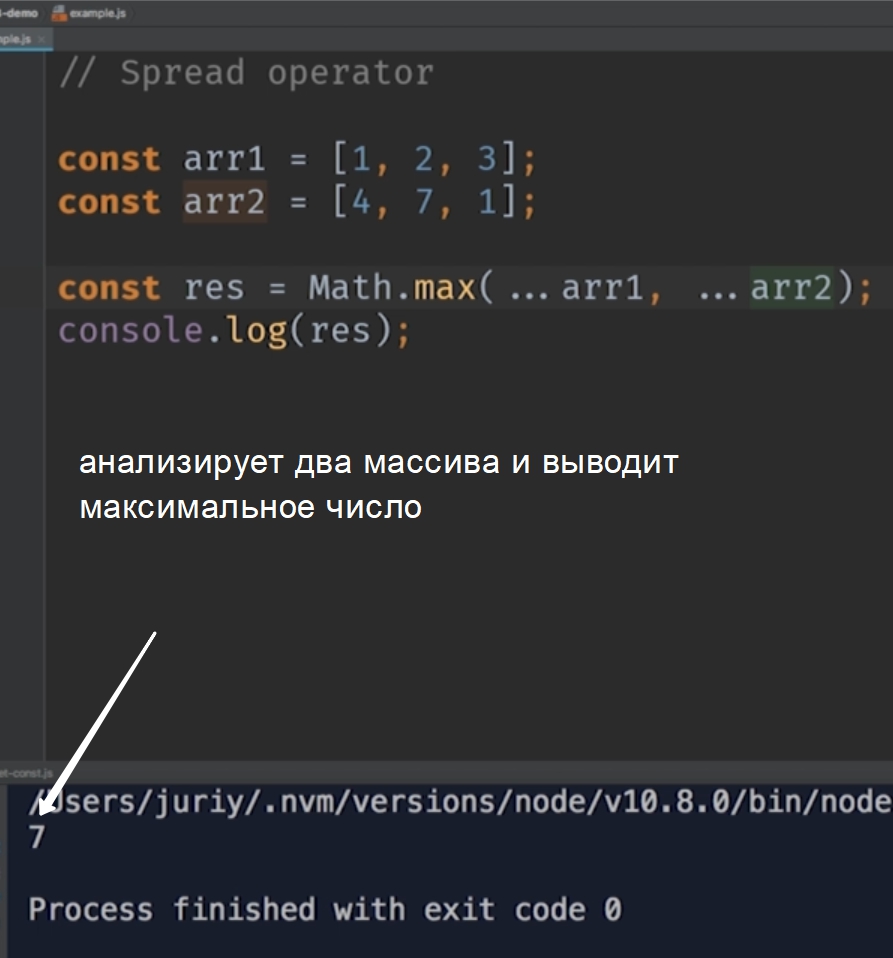 -demo example.js
ple.js
// Spread operator
const arr1 = [1, 2, 3];
const arr2 = [4, 7, 1];
const res = Math.max(...arr1, ...arr2);
console.log(res);
анализирует два массива и выводит
максимальное число
et-const.js
/Users/juriy/.nvm/versions/node/v10.8.0/bin/node
7
Process finished with exit code 0